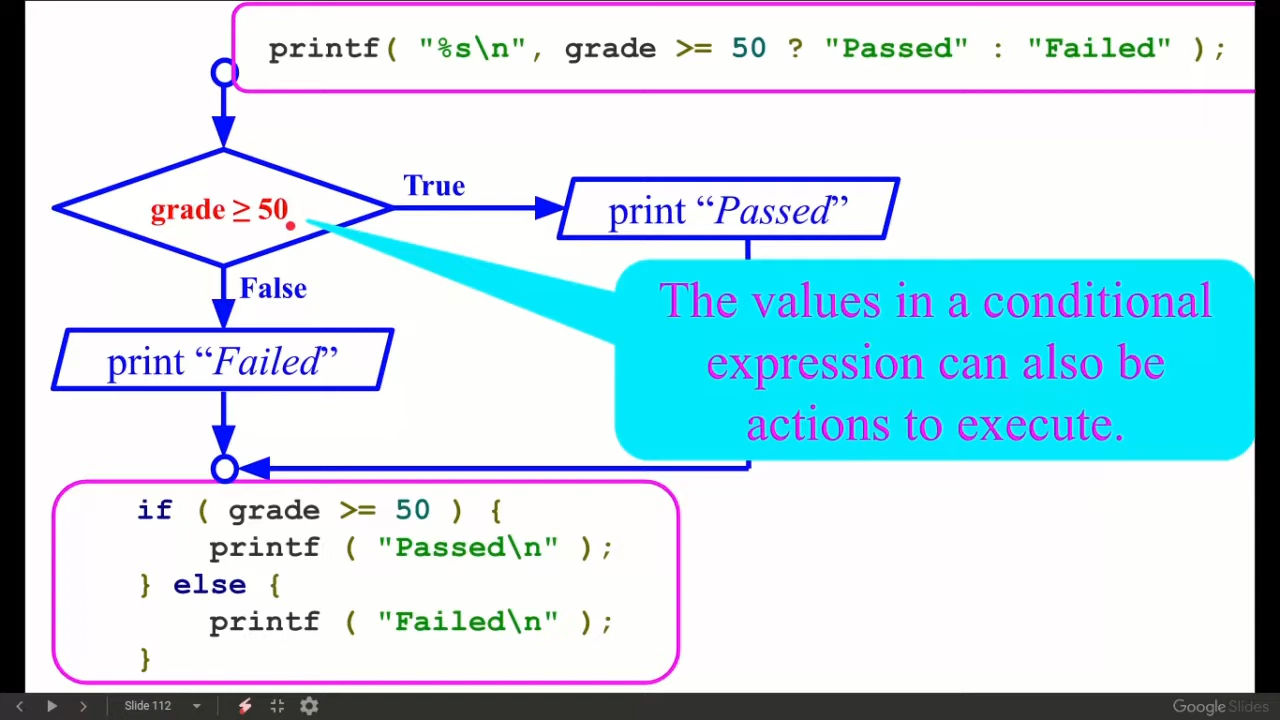 printf( "%s\n", grade >= 50 ? "Passed" : "Failed" );
True
grade ≥ 50
print “Passed”
False
The values in a conditional
expression can also be
actions to execute.
print “Failed”
if ( grade >= 50 ) {
printf ( "Passed\n" );
} else {
printf ( "Failed\n" );
}
Slide 112
Google Slides